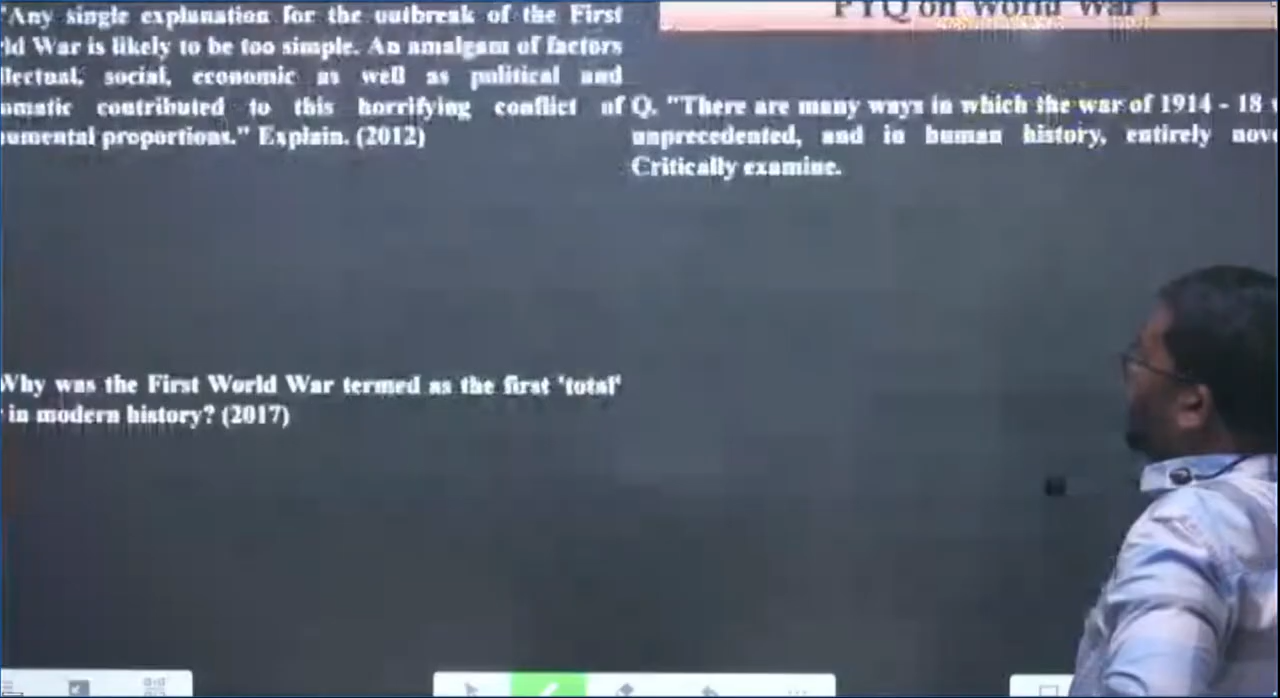 "Any single explanation for the outbreak of the First
ld War is likely to be too simple. An amalgam of factors
llectual, social, economic as well as political and
omatic contributed to this horrifying conflict of
umental proportions." Explain. (2012)
Why was the First World War termed as the first 'total'
in modern history? (2017)
PYQ on World War I
Q. "There are many ways in which the war of 1914 - 18
unprecedented, and in human history, entirely nove
Critically examine.